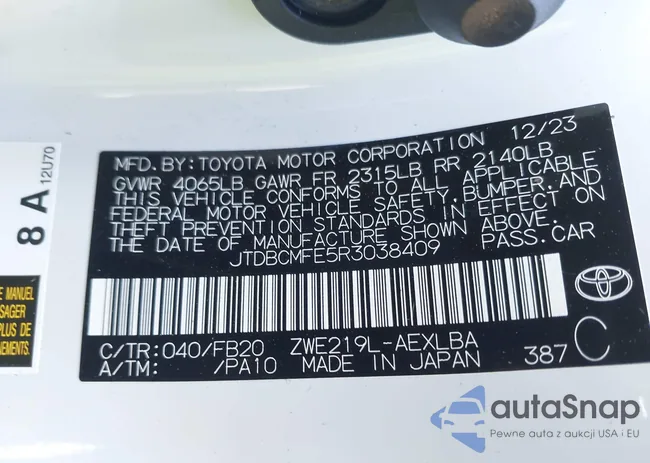 12/23
MFD. BY: TOYOTA MOTOR CORPORATION
GVWR 4065LB GAWR FR 2315LB RR 2140LB
THIS VEHICLE CONFORMS TO ALL APPLICABLE
FEDERAL MOTOR VEHICLE SAFETY, BUMPER, AND
THEFT PREVENTION STANDARDS IN EFFECT ON
THE DATE OF MANUFACTURE SHOWN ABOVE.
JTDBCMFE5R3038409 PASS. CAR
C/TR: 040/FB20 ZWE219L-AEXLBA
A/TM: /PA10 MADE IN JAPAN 387 C
8 A 12U70
E MANUEL
SAGER
PLUS DE
NEMENTS.
autaSnap
Pewne auta z aukcji USA i EU